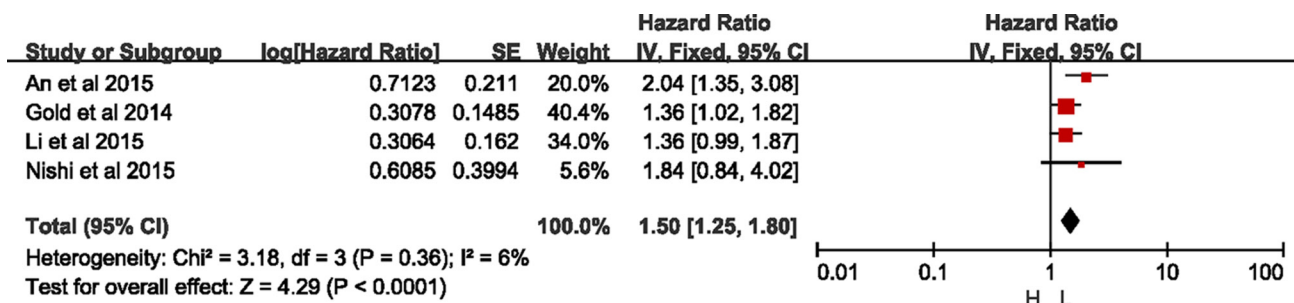 Hazard Ratio Hazard Ratio
Study or Subgroup log[Hazard Ratio] SE Weight IV, Fixed, 95% CI IV, Fixed, 95% CI
An et al 2015 0.7123 0.211 20.0% 2.04 [1.35, 3.08]
Gold et al 2014 0.3078 0.1485 40.4% 1.36 [1.02, 1.82]
Li et al 2015 0.3064 0.162 34.0% 1.36 [0.99, 1.87]
Nishi et al 2015 0.6085 0.3994 5.6% 1.84 [0.84, 4.02]
Total (95% CI) 100.0% 1.50 [1.25, 1.80]
Heterogeneity: Chi² = 3.18, df = 3 (P = 0.36); I² = 6%
Test for overall effect: Z = 4.29 (P < 0.0001)
0.01 0.1 1 10 100